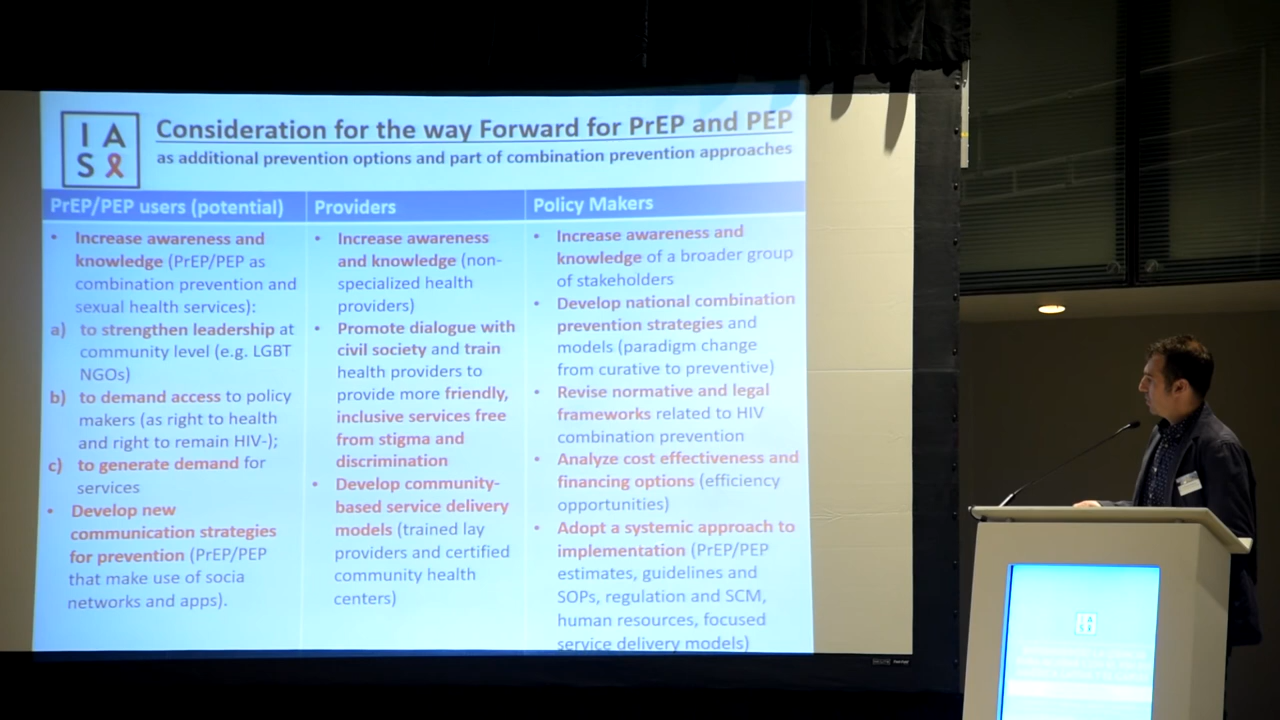 I A
S
Consideration for the way Forward for PrEP and PEP
as additional prevention options and part of combination prevention approaches
PrEP/PEP users (potential)
• Increase awareness and
knowledge (PrEP/PEP as
combination prevention and
sexual health services):
a) to strengthen leadership at
community level (e.g. LGBT
NGOs)
b) to demand access to policy
makers (as right to health
and right to remain HIV-);
c) to generate demand for
services
• Develop new
communication strategies
for prevention (PrEP/PEP
that make use of socia
networks and apps).
Providers
• Increase awareness
and knowledge (non-
specialized health
providers)
• Promote dialogue with
civil society and train
health providers to
provide more friendly,
inclusive services free
from stigma and
discrimination
• Develop community-
based service delivery
models (trained lay
providers and certified
community health
centers)
Policy Makers
• Increase awareness and
knowledge of a broader group
of stakeholders
• Develop national combination
prevention strategies and
models (paradigm change
from curative to preventive)
• Revise normative and legal
frameworks related to HIV
combination prevention
• Analyze cost effectiveness and
financing options (efficiency
opportunities)
• Adopt a systemic approach to
implementation (PrEP/PEP
estimates, guidelines and
SOPs, regulation and SCM,
human resources, focused
service delivery models)
I A
S